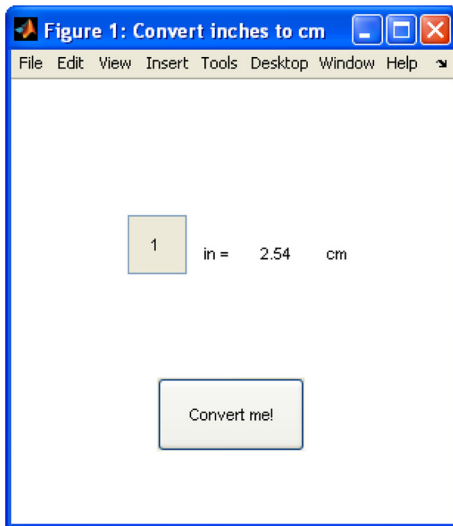 Figure 1: Convert inches to cm
File Edit View Insert Tools Desktop Window Help
1 in = 2.54 cm
Convert me!